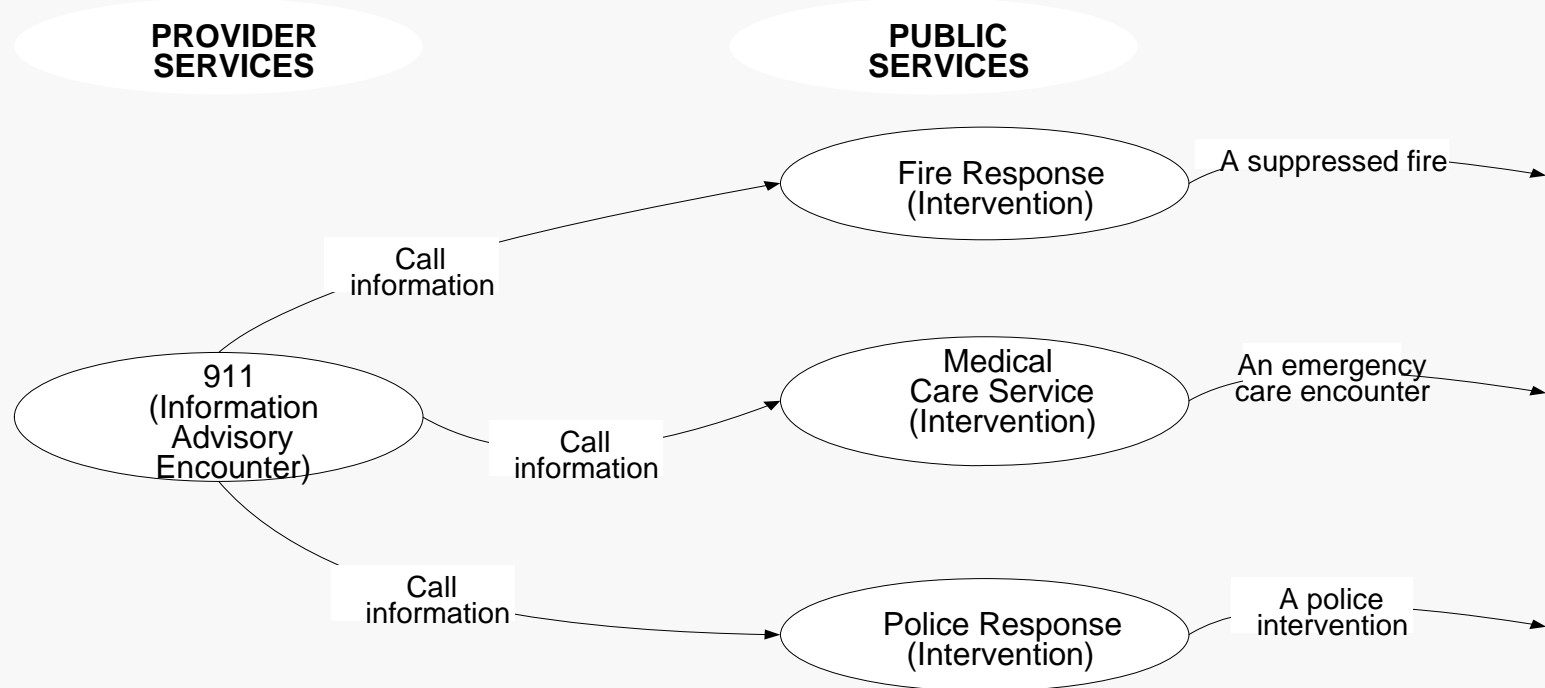 PROVIDER
SERVICES
PUBLIC
SERVICES
Fire Response
(Intervention)
A suppressed fire
Call
information
911
(Information
Advisory
Encounter)
Call
information
Medical
Care Service
(Intervention)
An emergency
care encounter
Call
information
Police Response
(Intervention)
A police
intervention